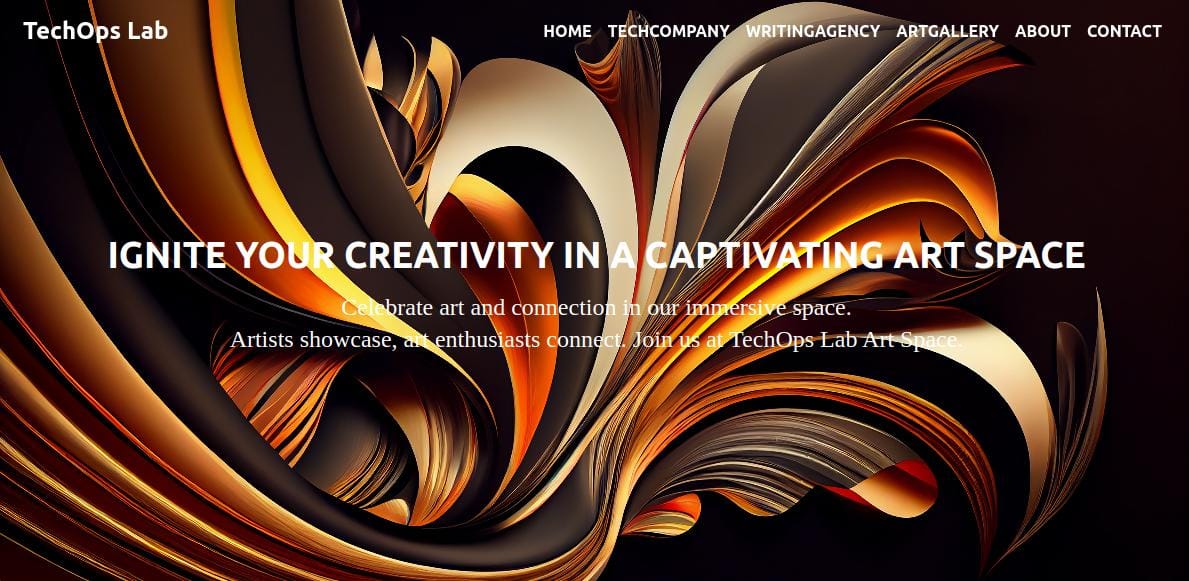 TechOps Lab
HOME TECHCOMPANY WRITINGAGENCY ARTGALLERY ABOUT CONTACT
IGNITE YOUR CREATIVITY IN A CAPTIVATING ART SPACE
Celebrate art and connection in our immersive space.
Artists showcase, art enthusiasts connect. Join us at TechOps Lab Art Space.